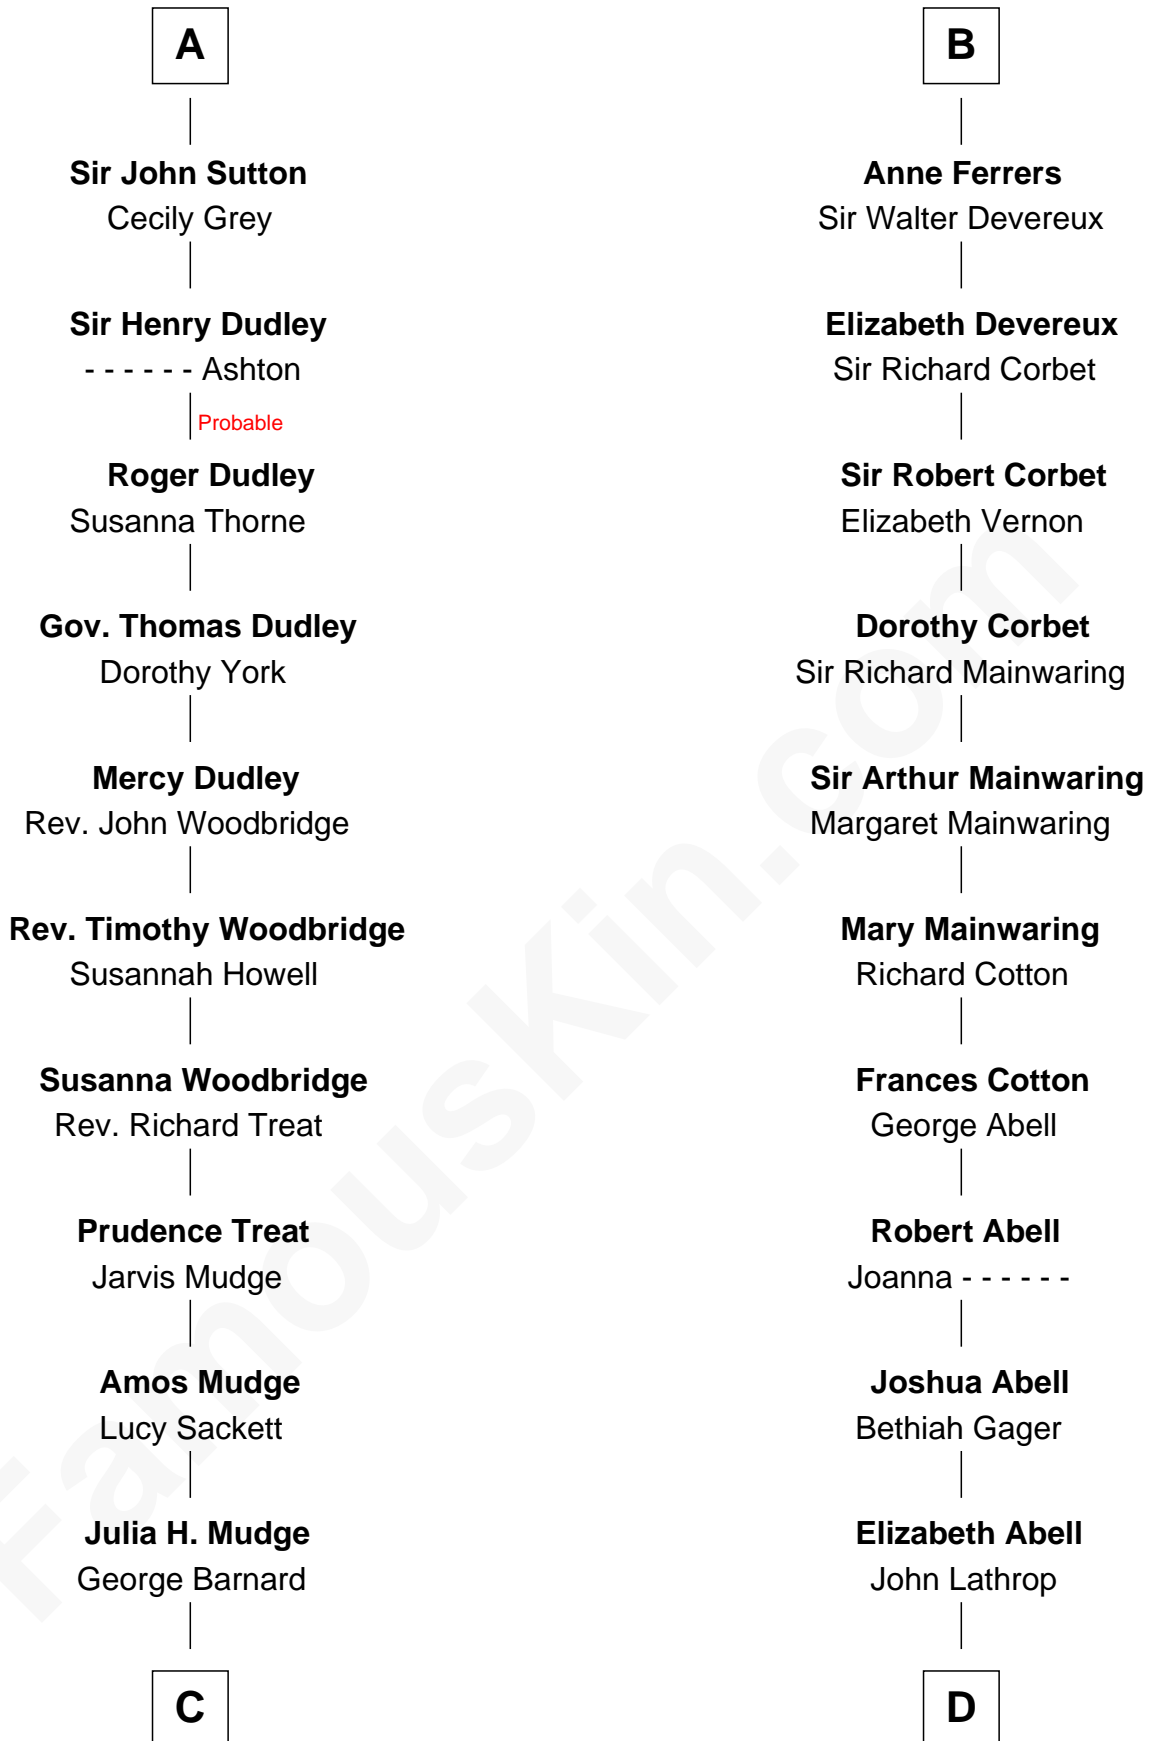 A
Sir John Sutton
Cecily Grey
Sir Henry Dudley
- - - - - - Ashton
Probable
Roger Dudley
Susanna Thorne
Gov. Thomas Dudley
Dorothy York
Mercy Dudley
Rev. John Woodbridge
Rev. Timothy Woodbridge
Susannah Howell
Susanna Woodbridge
Rev. Richard Treat
Prudence Treat
Jarvis Mudge
Amos Mudge
Lucy Sackett
Julia H. Mudge
George Barnard
C
B
Anne Ferrers
Sir Walter Devereux
Elizabeth Devereux
Sir Richard Corbet
Sir Robert Corbet
Elizabeth Vernon
Dorothy Corbet
Sir Richard Mainwaring
Sir Arthur Mainwaring
Margaret Mainwaring
Mary Mainwaring
Richard Cotton
Frances Cotton
George Abell
Robert Abell
Joanna - - - - - -
Joshua Abell
Bethiah Gager
Elizabeth Abell
John Lathrop
D
FamousKin.com